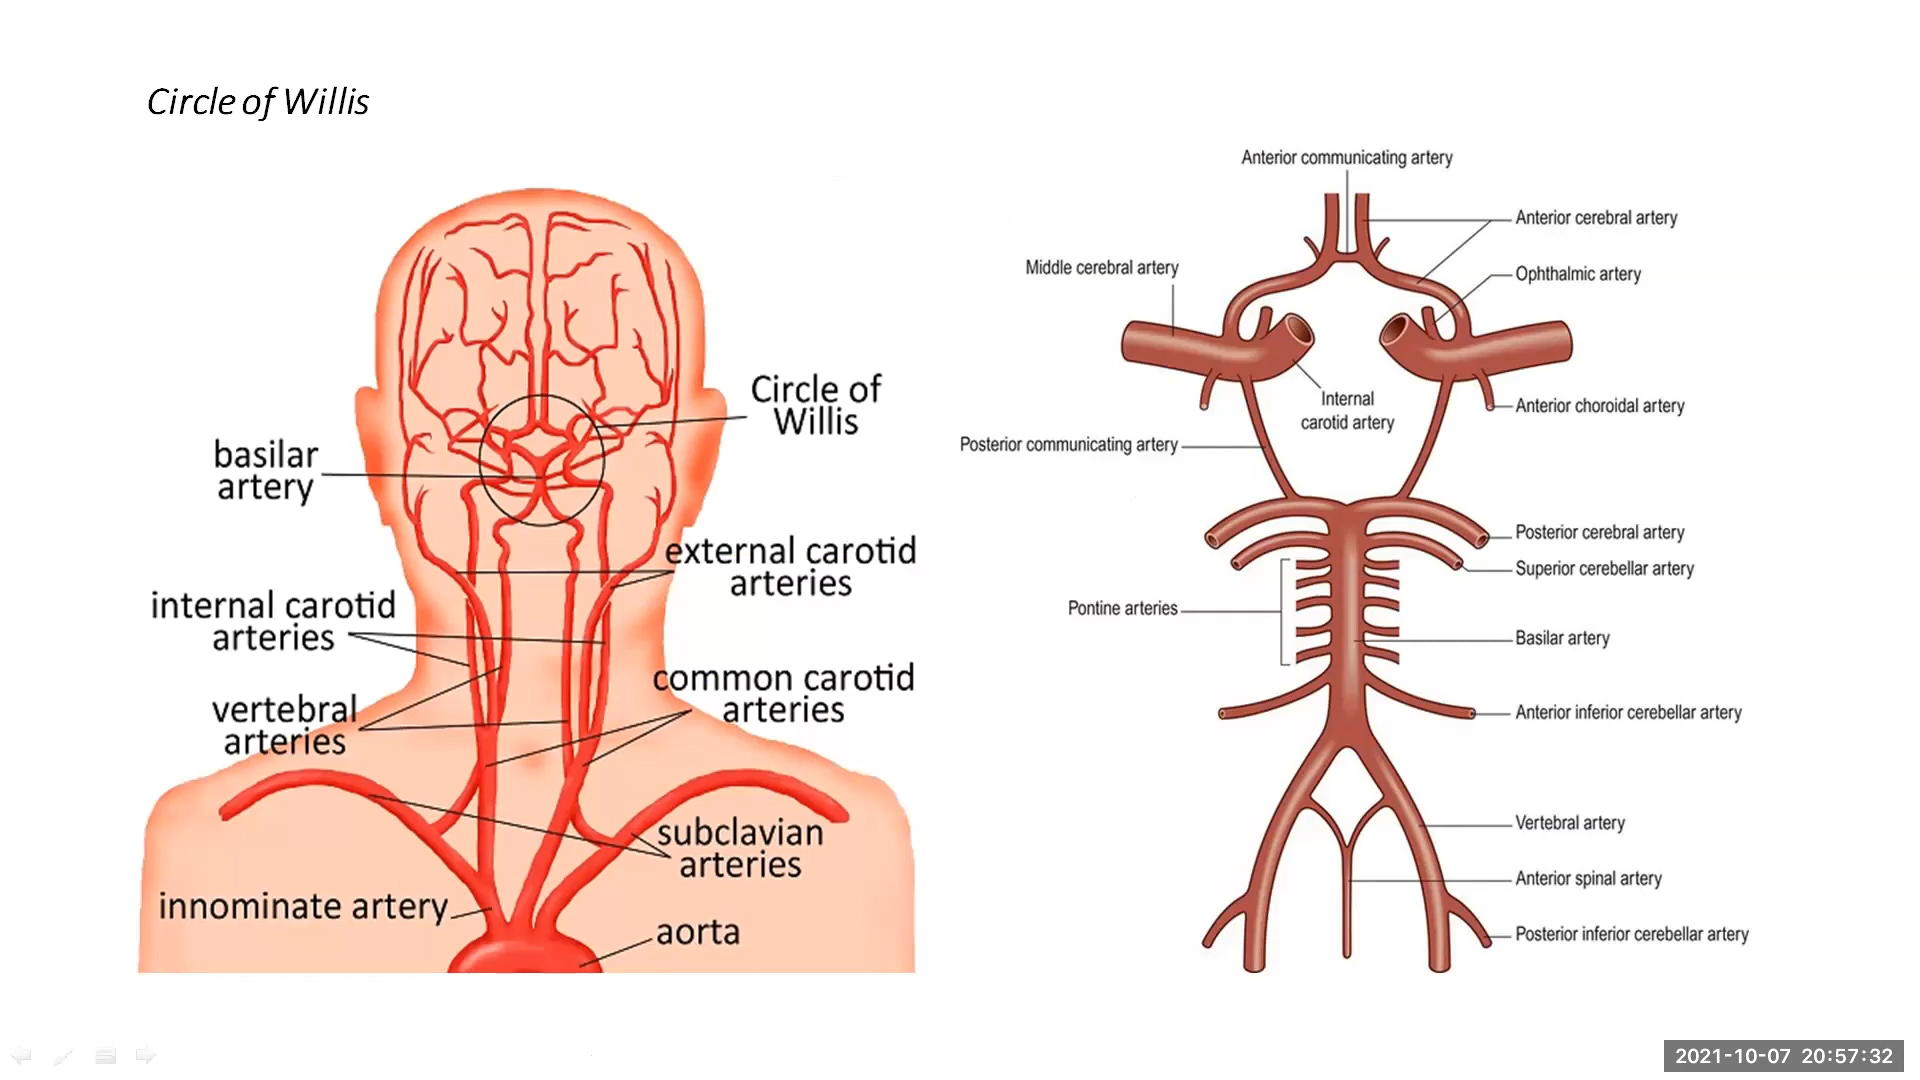 Circle of Willis
Circle of
Willis
basilar
artery
external carotid
arteries
internal carotid
arteries
common carotid
arteries
vertebral
arteries
subclavian
arteries
innominate artery
aorta
Anterior communicating artery
Anterior cerebral artery
Middle cerebral artery
Ophthalmic artery
Internal
carotid artery
Anterior choroidal artery
Posterior communicating artery
Posterior cerebral artery
Superior cerebellar artery
Pontine arteries
Basilar artery
Anterior inferior cerebellar artery
Vertebral artery
Anterior spinal artery
Posterior inferior cerebellar artery
2021-10-07 20:57:32